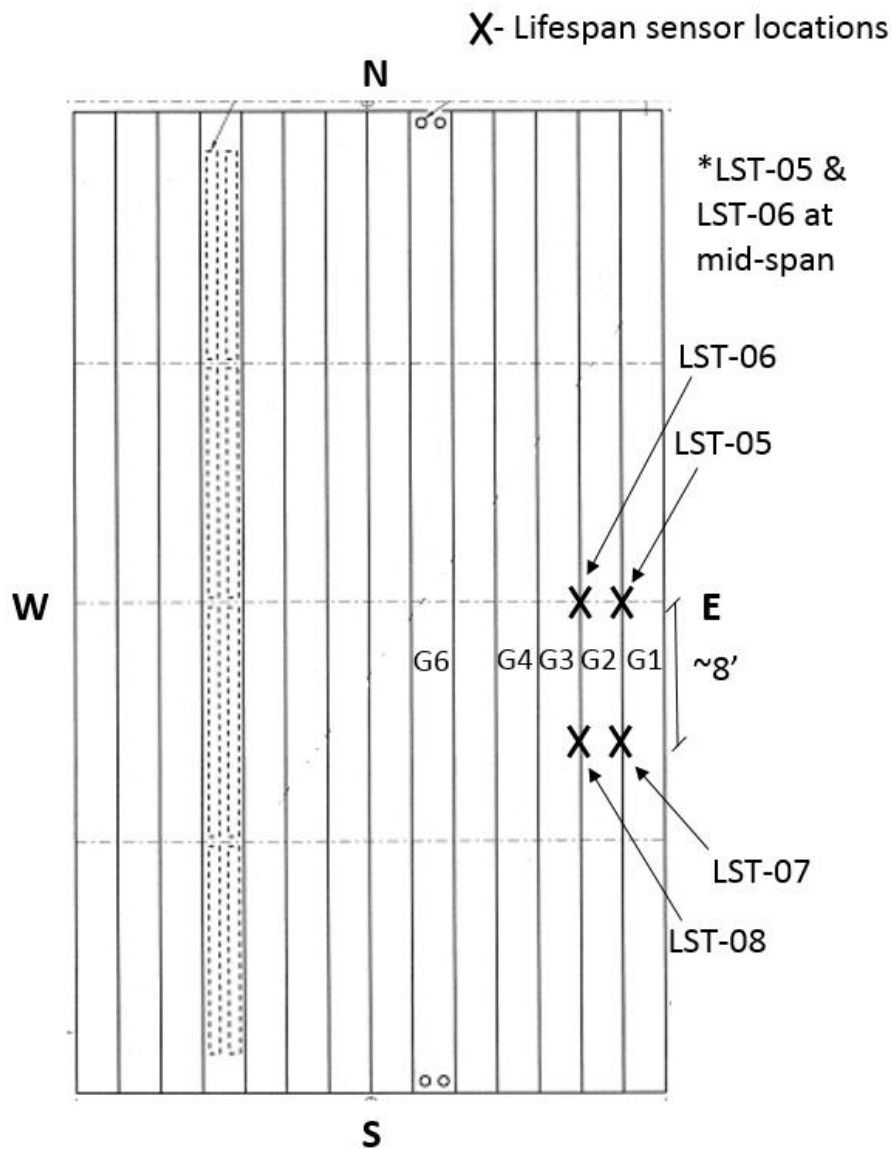 X- Lifespan sensor locations
N
*LST-05 &
LST-06 at
mid-span
LST-06
LST-05
W
E
G6
G4
G3
G2
G1
~8’
LST-07
LST-08
S